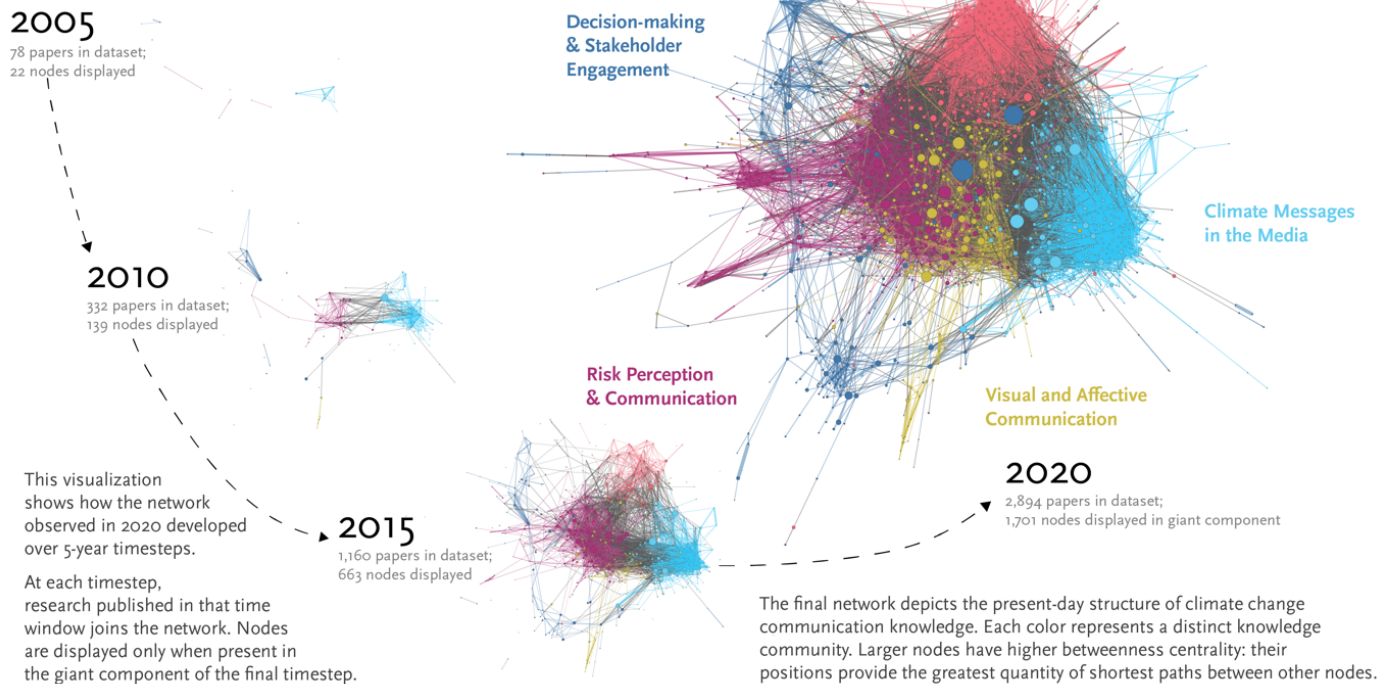 2005
78 papers in dataset;
22 nodes displayed
Decision-making
& Stakeholder
Engagement
Climate Messages
in the Media
2010
332 papers in dataset;
139 nodes displayed
Risk Perception
& Communication
Visual and Affective
Communication
2020
2,894 papers in dataset;
1,701 nodes displayed in giant component
This visualization
shows how the network
observed in 2020 developed
over 5-year timesteps.
2015
1,160 papers in dataset;
663 nodes displayed
At each timestep,
research published in that time
window joins the network. Nodes
are displayed only when present in
the giant component of the final timestep.
The final network depicts the present-day structure of climate change
communication knowledge. Each color represents a distinct knowledge
community. Larger nodes have higher betweenness centrality: their
positions provide the greatest quantity of shortest paths between other nodes.